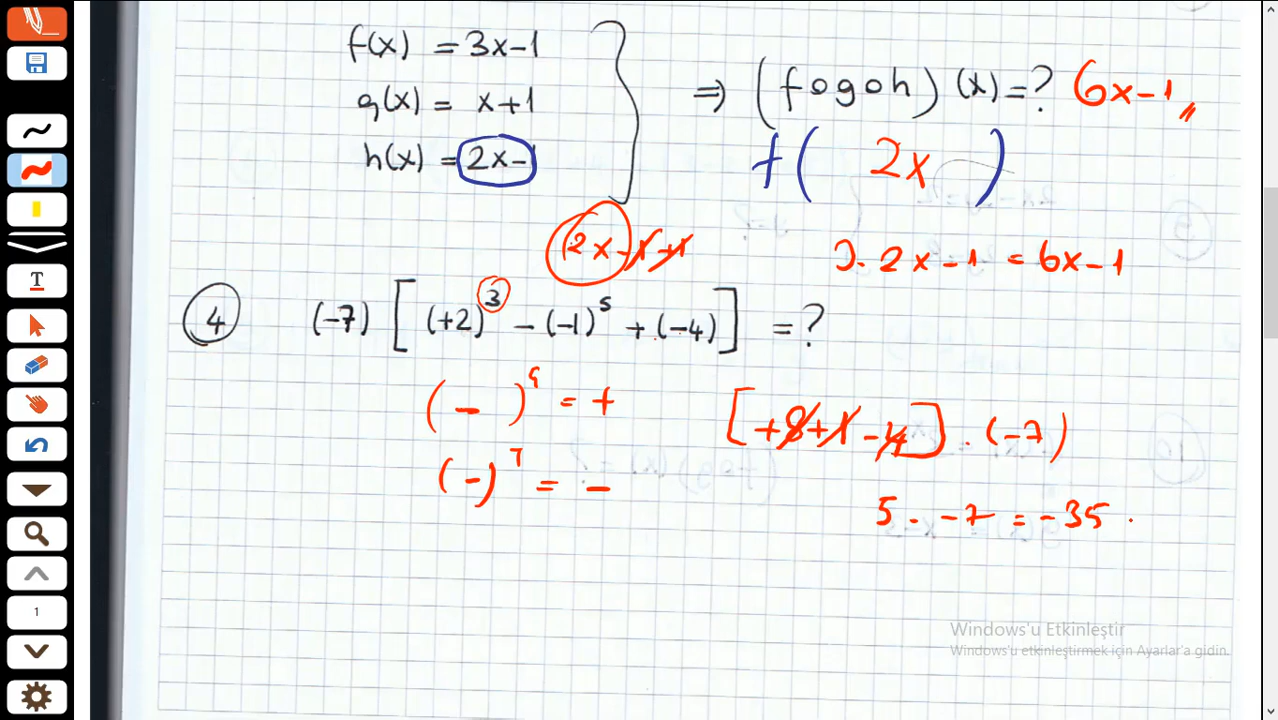 f(x) = 3x-1
g(x) = x+1
h(x) = 2x-1
⇒ (fogoh)(x)=? 6x-1,,
f( 2x )
2x-1+1
3. 2x-1 = 6x-1
4 (-7) [(+2)^3 - (-1)^5 + (-4)] = ?
(-)^4 = +
(-)^7 = -
[+8+1-4] . (-7)
5 . -7 = -35 .
T
1
Windows'u Etkinleştir
Windows'u etkinleştirmek için Ayarlar'a gidin.